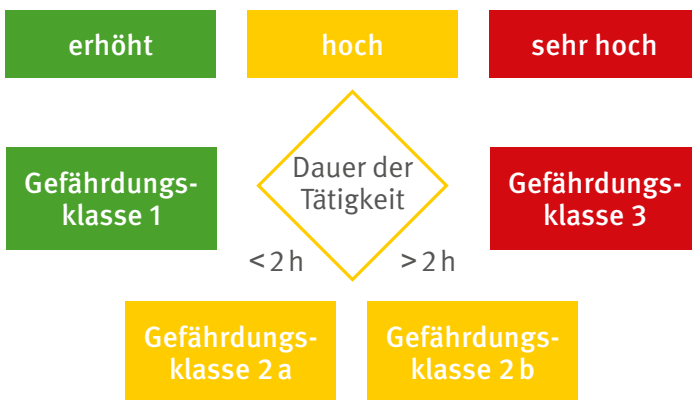 erhöht
hoch
sehr hoch
Gefährdungs-
klasse 1
Dauer der
Tätigkeit
Gefährdungs-
klasse 3
< 2 h
> 2 h
Gefährdungs-
klasse 2 a
Gefährdungs-
klasse 2 b